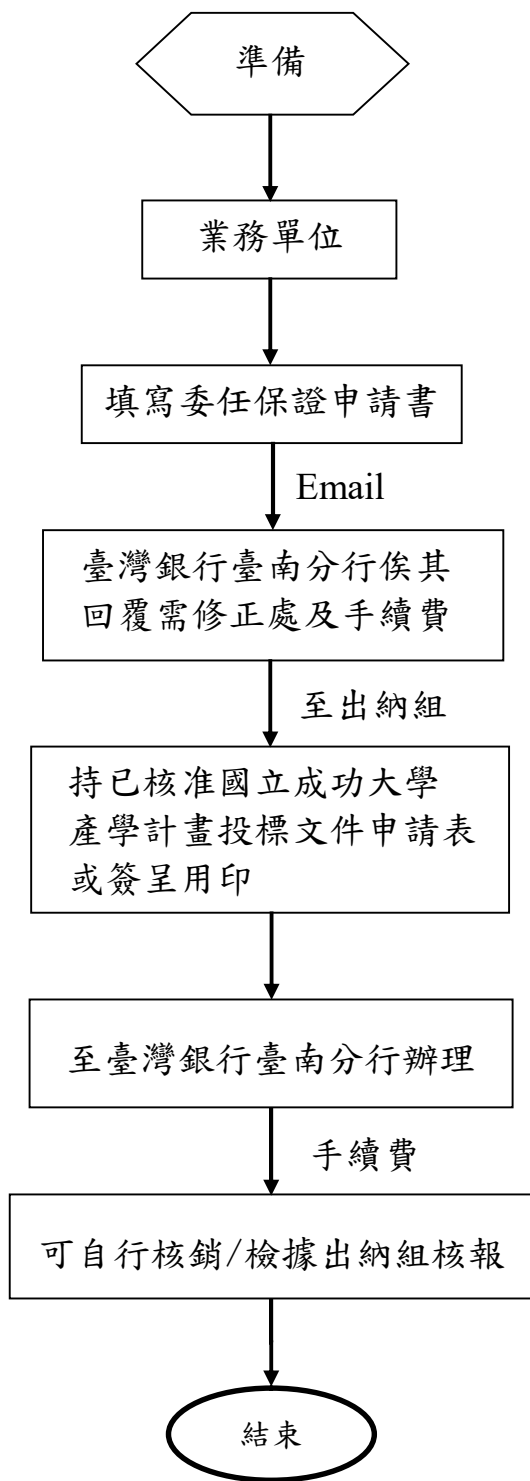 準備
業務單位
填寫委任保證申請書
Email
臺灣銀行臺南分行俟其
回覆需修正處及手續費
至出納組
持已核准國立成功大學
產學計畫投標文件申請表
或簽呈用印
至臺灣銀行臺南分行辦理
手續費
可自行核銷/檢據出納組核報
結束